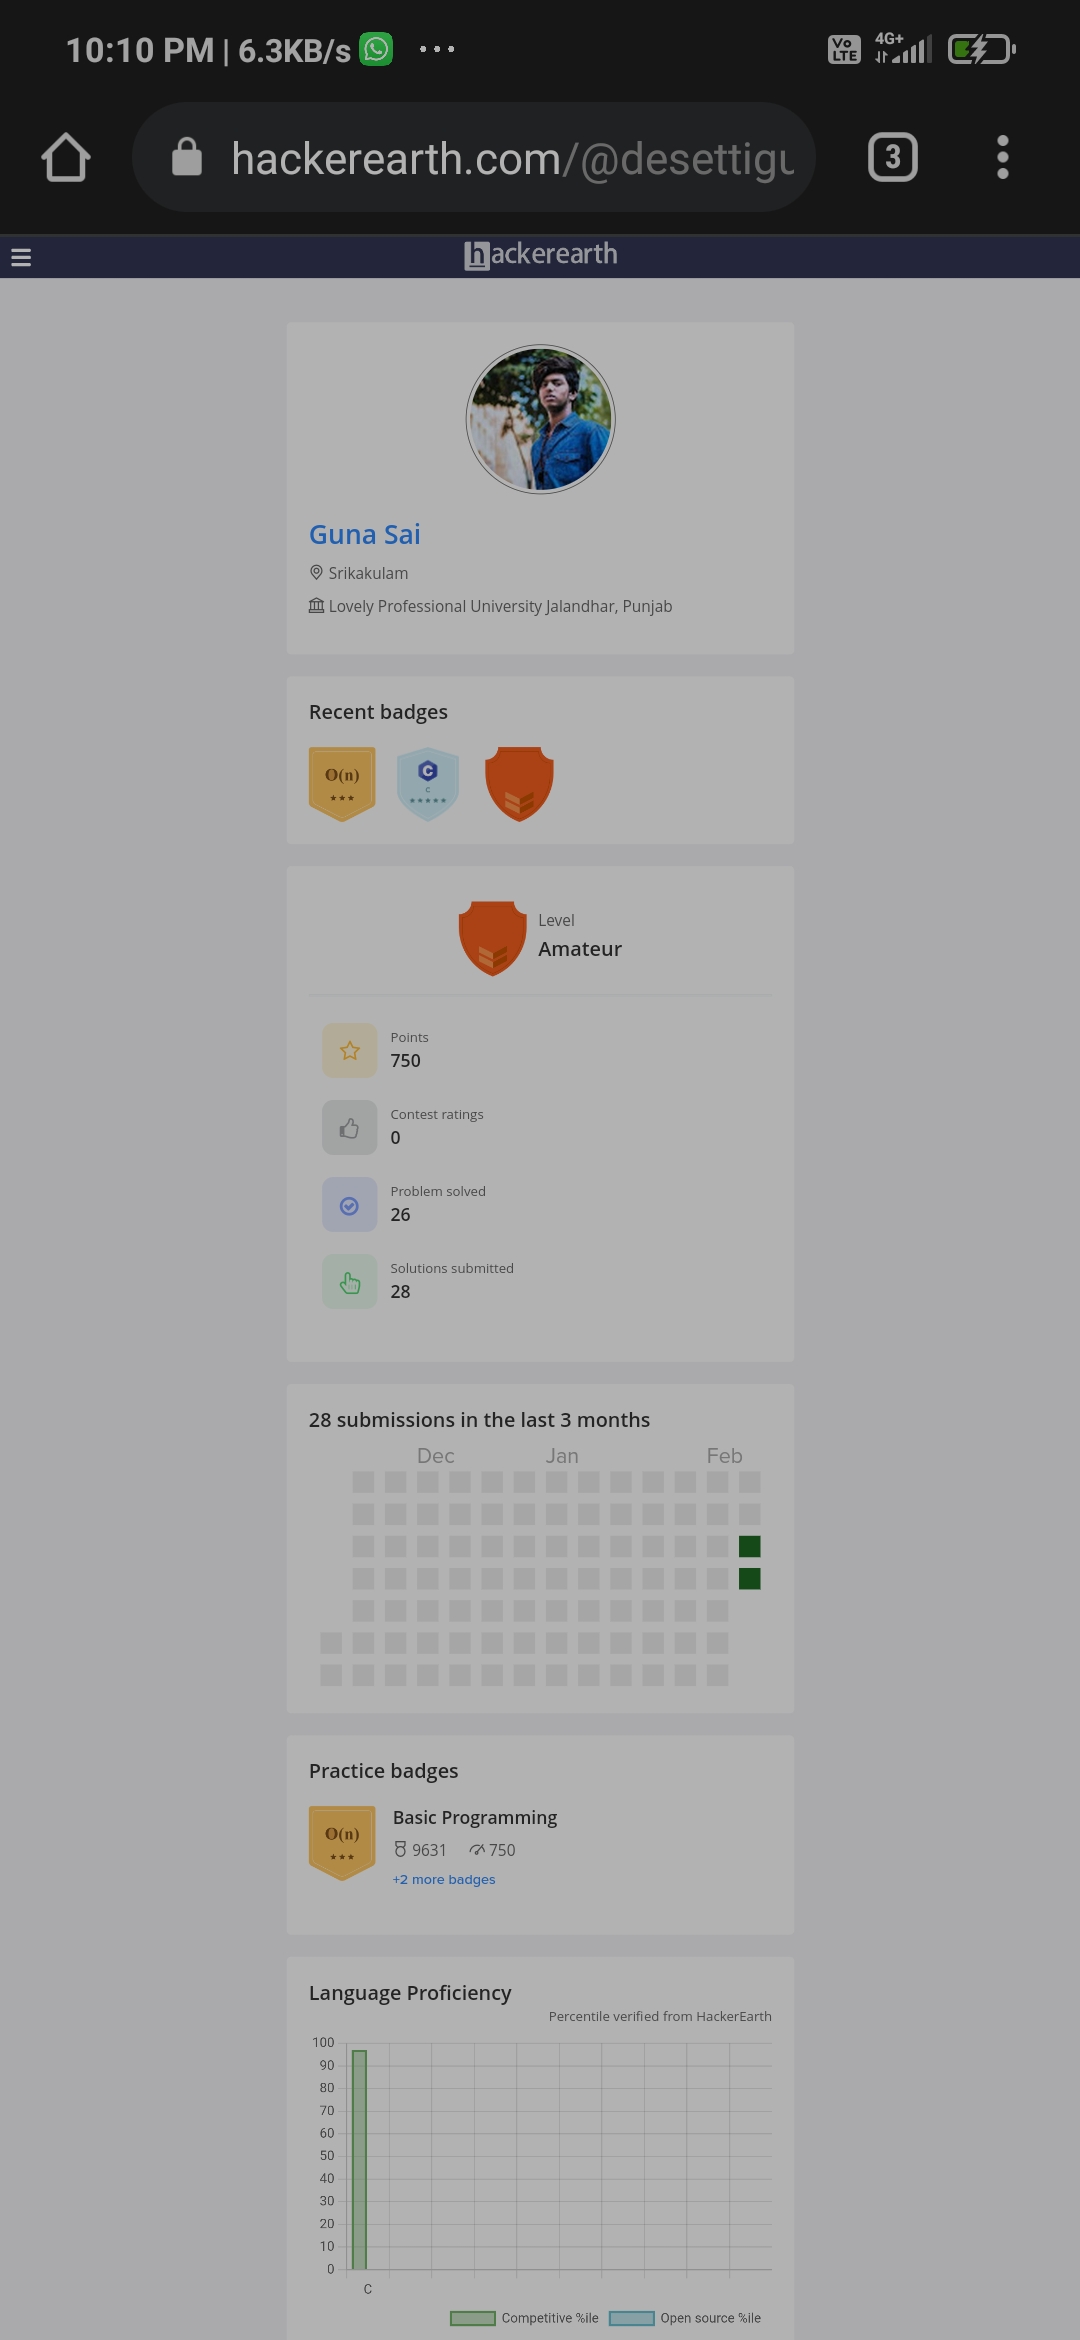 10:10 PM | 6.3KB/s ...
Vo LTE 4G+
hackerearth.com/@desettigu 3
hackerearth
Guna Sai
Srikakulam
Lovely Professional University Jalandhar, Punjab
Recent badges
O(n)
C
C
Level
Amateur
Points
750
Contest ratings
0
Problem solved
26
Solutions submitted
28
28 submissions in the last 3 months
Dec Jan Feb
Practice badges
O(n)
Basic Programming
9631 750
+2 more badges
Language Proficiency
Percentile verified from HackerEarth
100
90
80
70
60
50
40
30
20
10
0
C
Competitive %ile Open source %ile